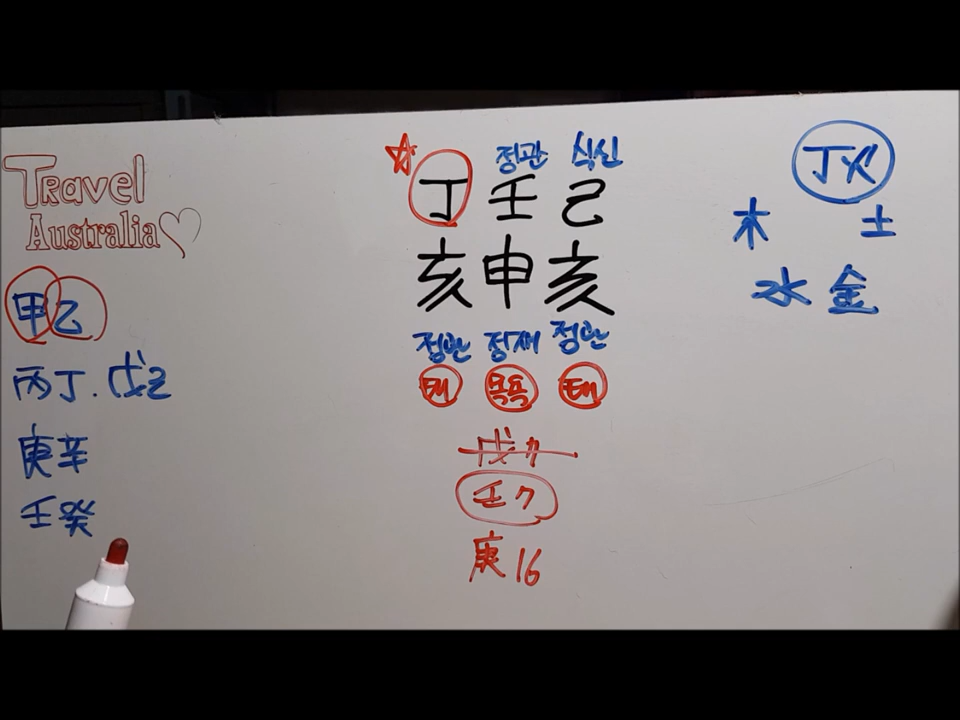 Travel
Australia
甲乙
丙丁.戊己
庚辛
壬癸
정관 식신
丁壬己
亥申亥
정관 정재 정관
태 목욕 태
戊7
壬7
庚16
丁火
木 土
水 金